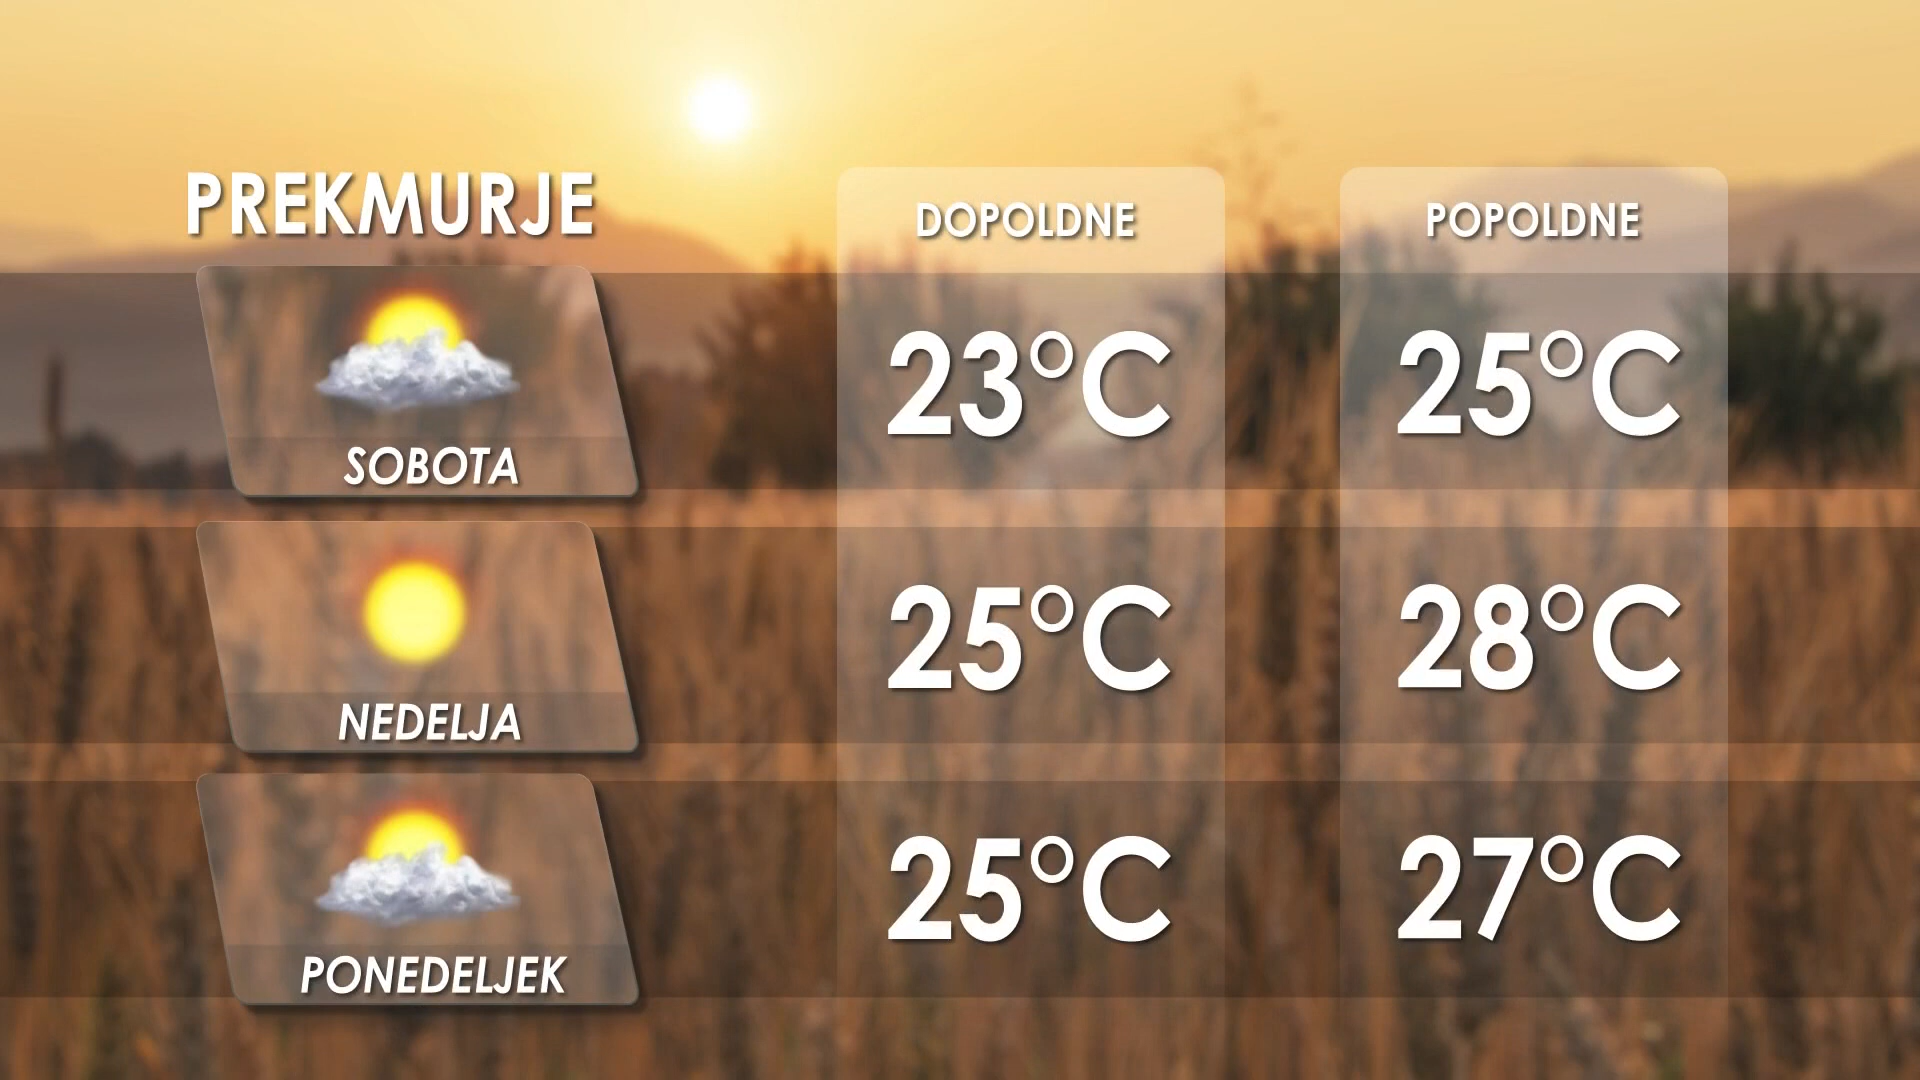 PREKMURJE
DOPOLDNE
POPOLDNE
SOBOTA
23°C
25°C
NEDELJA
25°C
28°C
PONEDELJEK
25°C
27°C